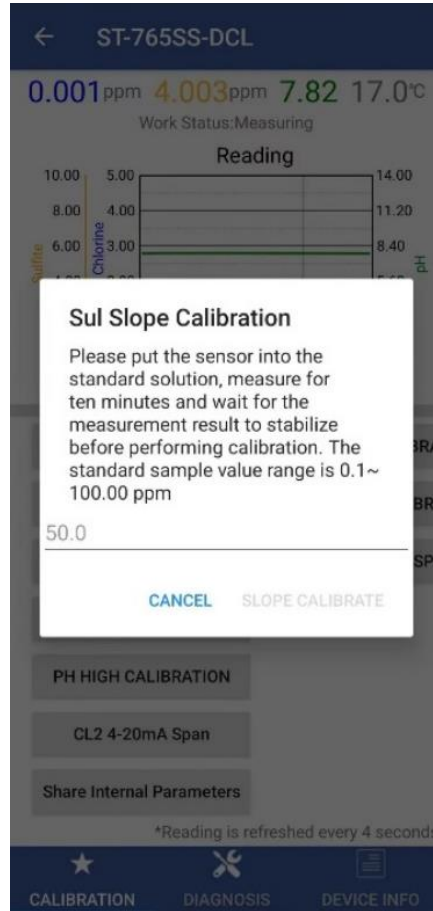 ST-765SS-DCL
0.001ppm 4.003ppm 7.82 17.0℃
Work Status:Measuring
Reading
10.00 5.00 14.00
8.00 4.00 11.20
6.00 3.00 8.40
Sulfite
Chlorine
pH
Sul Slope Calibration
Please put the sensor into the
standard solution, measure for
ten minutes and wait for the
measurement result to stabilize
before performing calibration. The
standard sample value range is 0.1~
100.00 ppm
50.0
CANCEL SLOPE CALIBRATE
PH HIGH CALIBRATION
CL2 4-20mA Span
Share Internal Parameters
*Reading is refreshed every 4 seconds
CALIBRATION DIAGNOSIS DEVICE INFO